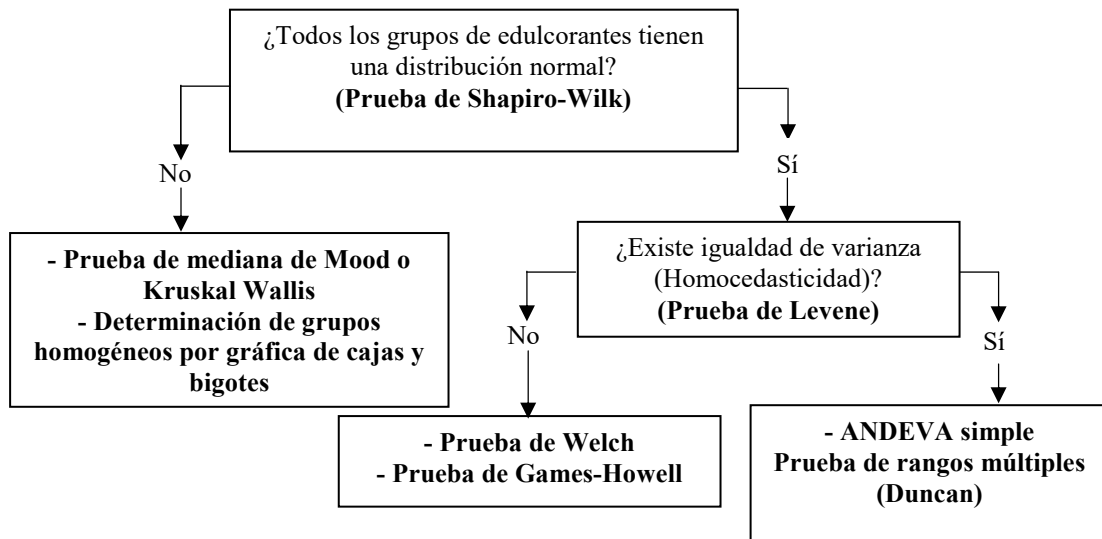 ¿Todos los grupos de edulcorantes tienen
una distribución normal?
(Prueba de Shapiro-Wilk)
No
Sí
- Prueba de mediana de Mood o
Kruskal Wallis
- Determinación de grupos
homogéneos por gráfica de cajas y
bigotes
¿Existe igualdad de varianza
(Homocedasticidad)?
(Prueba de Levene)
No
Sí
- Prueba de Welch
- Prueba de Games-Howell
- ANDEVA simple
Prueba de rangos múltiples
(Duncan)